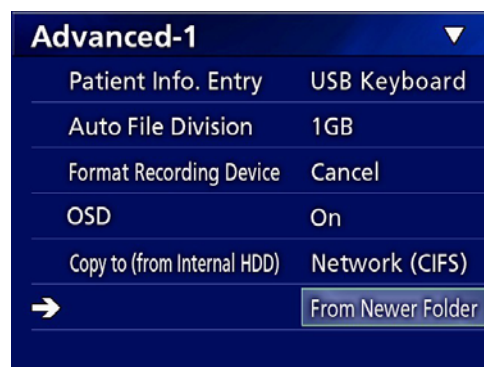 Advanced-1
Patient Info. Entry USB Keyboard
Auto File Division 1GB
Format Recording Device Cancel
OSD On
Copy to (from Internal HDD) Network (CIFS)
From Newer Folder